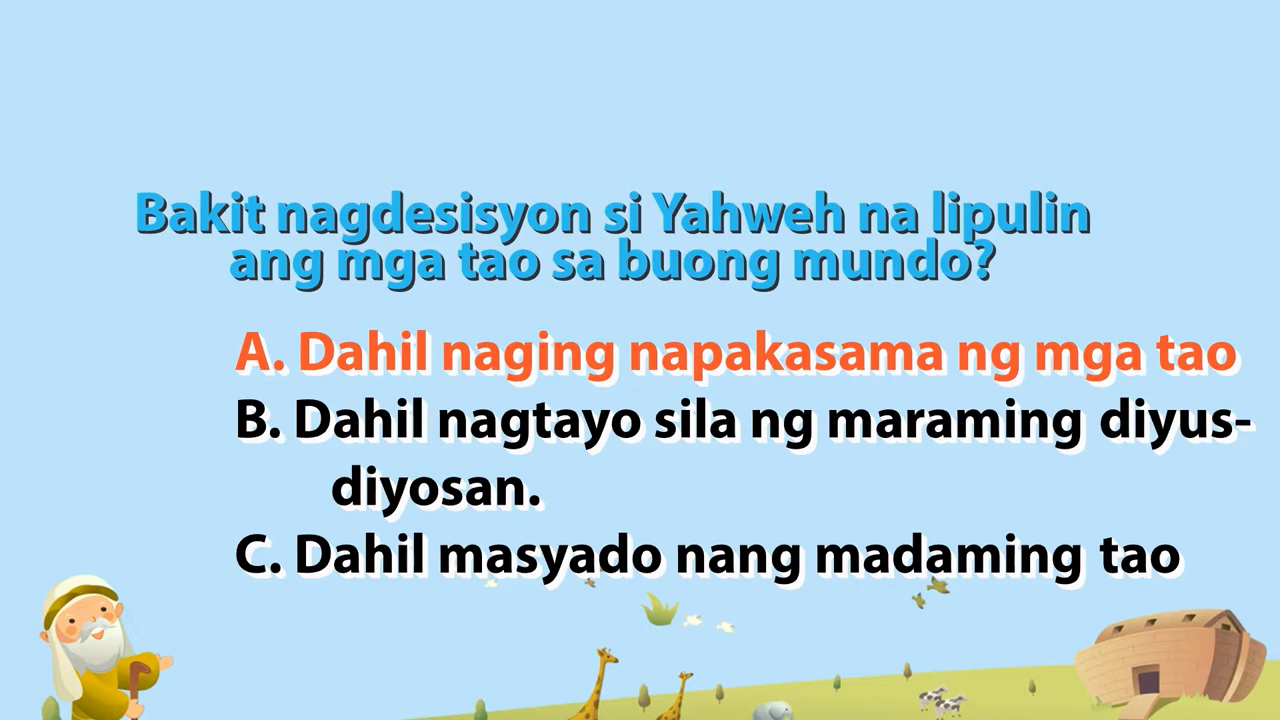 Bakit nagdesisyon si Yahweh na lipulin
ang mga tao sa buong mundo?
A. Dahil naging napakasama ng mga tao
B. Dahil nagtayo sila ng maraming diyus-
diyosan.
C. Dahil masyado nang madaming tao